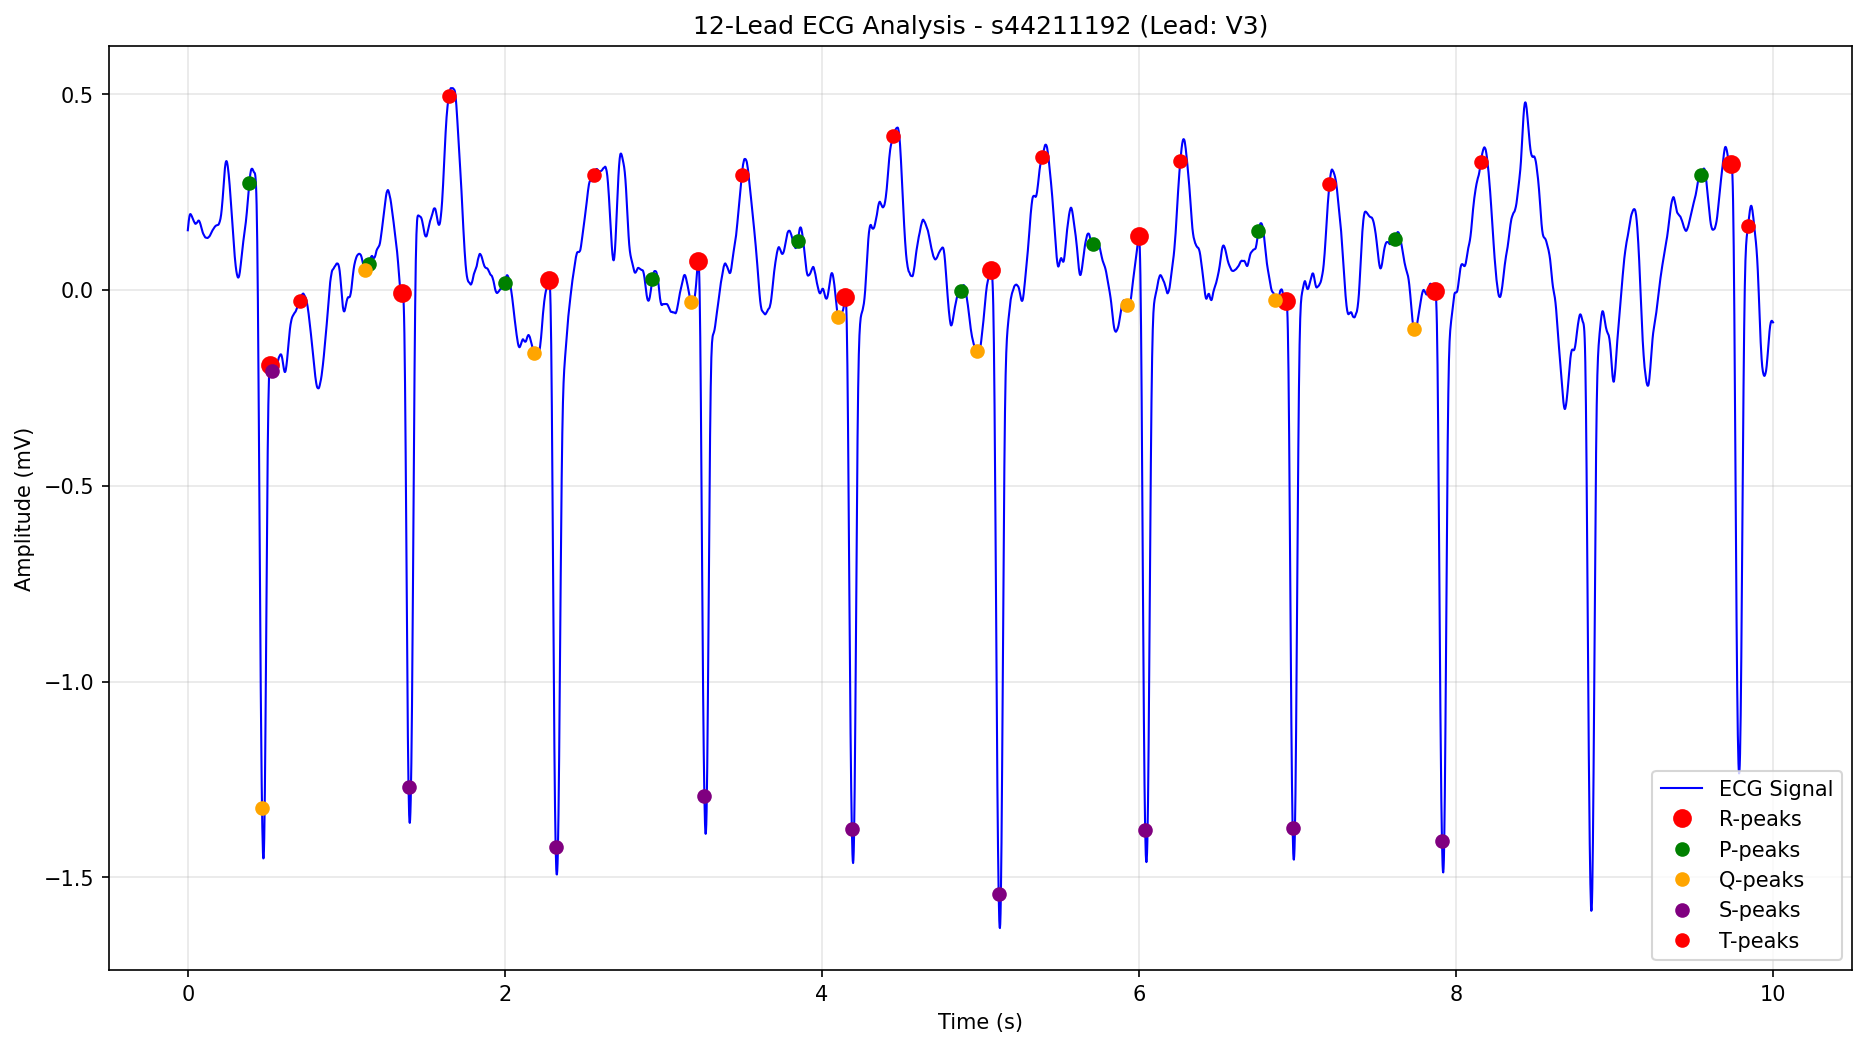 12-Lead ECG Analysis - s44211192 (Lead: V3)
0.5
0.0
−0.5
−1.0
−1.5
Amplitude (mV)
0 2 4 6 8 10
Time (s)
ECG Signal
R-peaks
P-peaks
Q-peaks
S-peaks
T-peaks